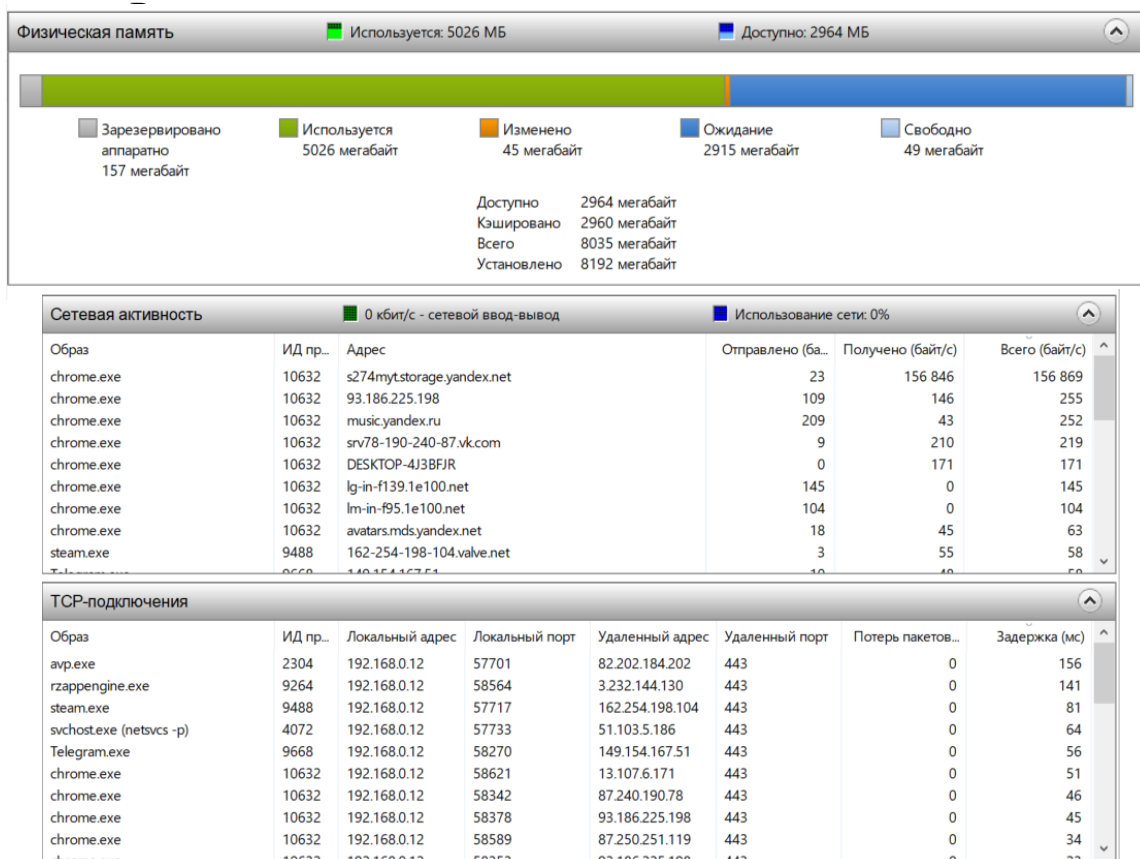 Физическая память Используется: 5026 МБ Доступно: 2964 МБ
Зарезервировано аппаратно 157 мегабайт
Используется 5026 мегабайт
Изменено 45 мегабайт
Ожидание 2915 мегабайт
Свободно 49 мегабайт
Доступно 2964 мегабайт
Кэшировано 2960 мегабайт
Всего 8035 мегабайт
Установлено 8192 мегабайт
Сетевая активность 0 кбит/с - сетевой ввод-вывод Использование сети: 0%
Образ ИД пр... Адрес Отправлено (ба... Получено (байт/с) Всего (байт/с)
chrome.exe 10632 s274myt.storage.yandex.net 23 156 846 156 869
chrome.exe 10632 93.186.225.198 109 146 255
chrome.exe 10632 music.yandex.ru 209 43 252
chrome.exe 10632 srv78-190-240-87.vk.com 9 210 219
chrome.exe 10632 DESKTOP-4J3BFJR 0 171 171
chrome.exe 10632 lg-in-f139.1e100.net 145 0 145
chrome.exe 10632 lm-in-f95.1e100.net 104 0 104
chrome.exe 10632 avatars.mds.yandex.net 18 45 63
steam.exe 9488 162-254-198-104.valve.net 3 55 58
TCP-подключения
Образ ИД пр... Локальный адрес Локальный порт Удаленный адрес Удаленный порт Потерь пакетов... Задержка (мс)
avp.exe 2304 192.168.0.12 57701 82.202.184.202 443 0 156
rzappengine.exe 9264 192.168.0.12 58564 3.232.144.130 443 0 141
steam.exe 9488 192.168.0.12 57717 162.254.198.104 443 0 81
svchost.exe (netsvcs -p) 4072 192.168.0.12 57733 51.103.5.186 443 0 64
Telegram.exe 9668 192.168.0.12 58270 149.154.167.51 443 0 56
chrome.exe 10632 192.168.0.12 58621 13.107.6.171 443 0 51
chrome.exe 10632 192.168.0.12 58342 87.240.190.78 443 0 46
chrome.exe 10632 192.168.0.12 58378 93.186.225.198 443 0 45
chrome.exe 10632 192.168.0.12 58589 87.250.251.119 443 0 34